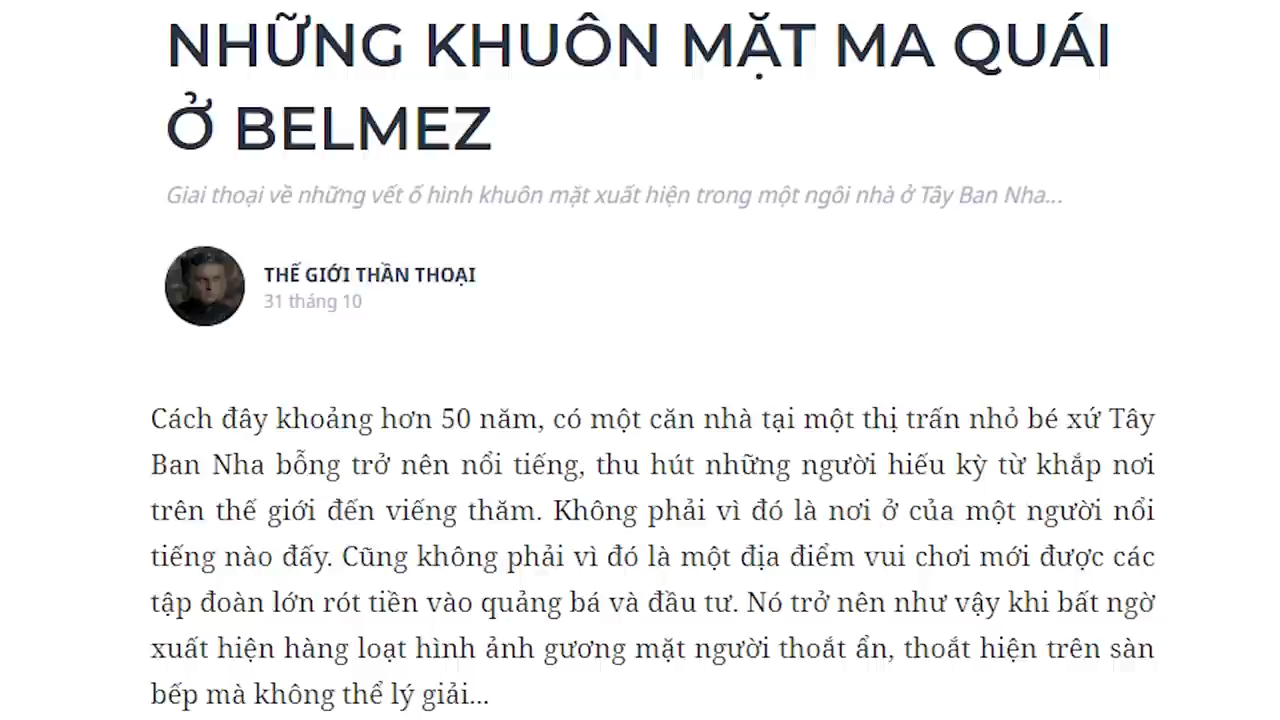 NHỮNG KHUÔN MẶT MA QUÁI
Ở BELMEZ
Giai thoại về những vết ố hình khuôn mặt xuất hiện trong một ngôi nhà ở Tây Ban Nha...
THẾ GIỚI THẦN THOẠI
31 tháng 10
Cách đây khoảng hơn 50 năm, có một căn nhà tại một thị trấn nhỏ bé xứ Tây
Ban Nha bỗng trở nên nổi tiếng, thu hút những người hiếu kỳ từ khắp nơi
trên thế giới đến viếng thăm. Không phải vì đó là nơi ở của một người nổi
tiếng nào đấy. Cũng không phải vì đó là một địa điểm vui chơi mới được các
tập đoàn lớn rót tiền vào quảng bá và đầu tư. Nó trở nên như vậy khi bất ngờ
xuất hiện hàng loạt hình ảnh gương mặt người thoắt ẩn, thoắt hiện trên sàn
bếp mà không thể lý giải...